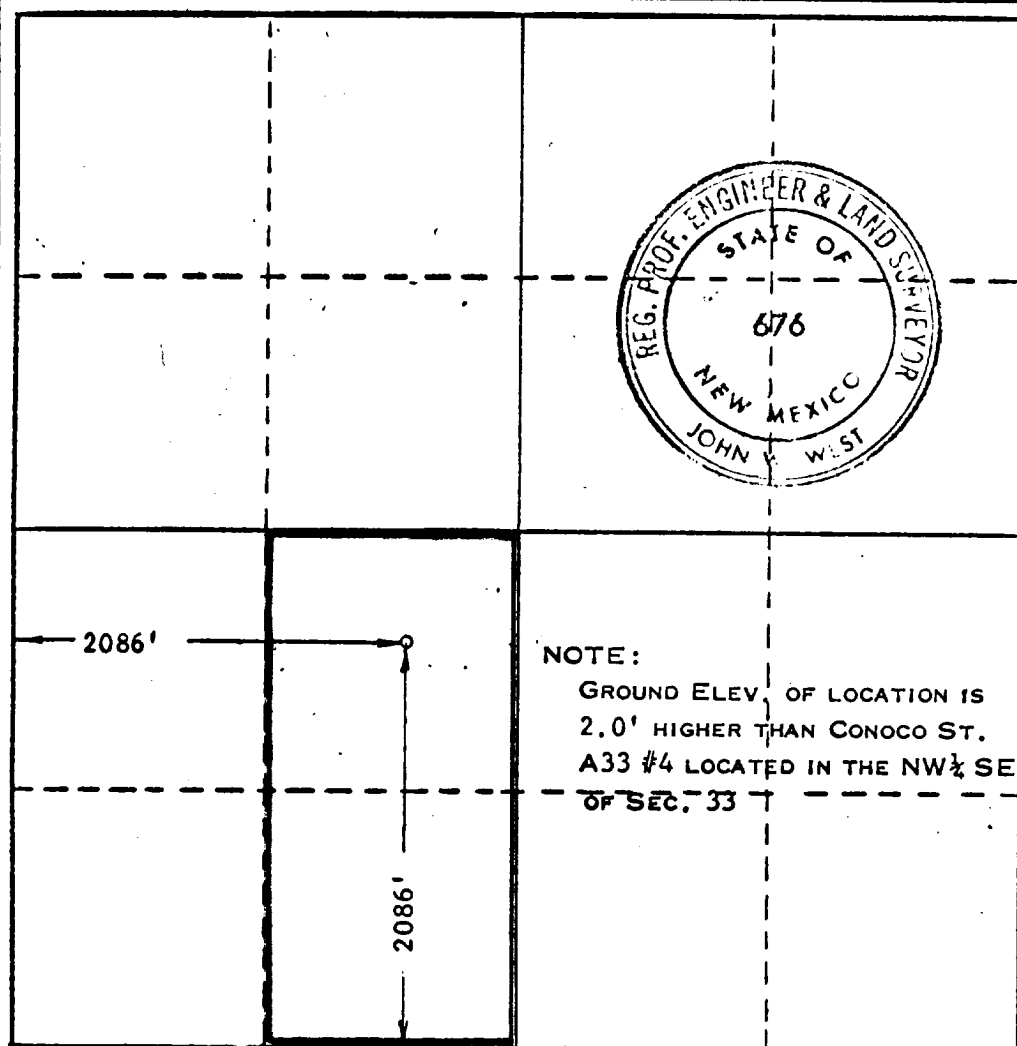 REG. PROF. ENGINEER & LAND SURVEYOR
STATE OF
676
NEW MEXICO
JOHN W WEST
2086'
NOTE:
GROUND ELEV. OF LOCATION IS
2.0' HIGHER THAN CONOCO ST.
A33 #4 LOCATED IN THE NW¼ SE
OF SEC. 33
2086'